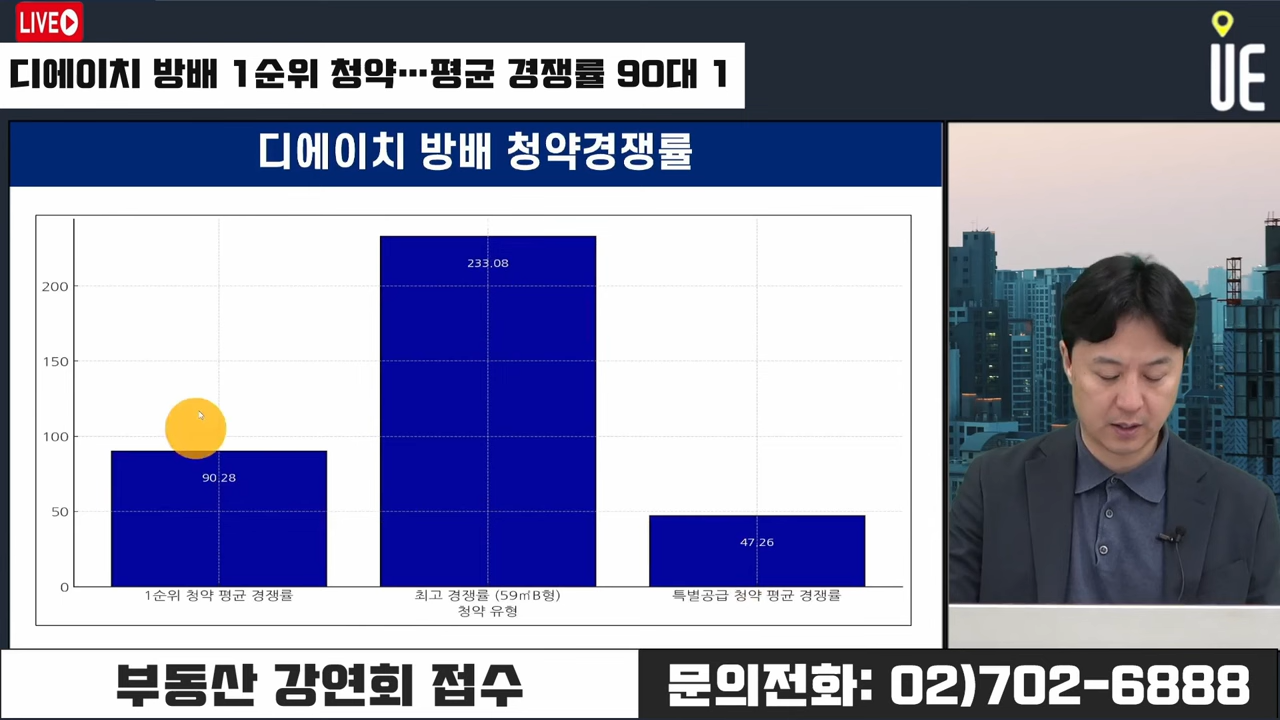 LIVE
디에이치 방배 1순위 청약…평균 경쟁률 90대 1
UE
디에이치 방배 청약경쟁률
200
150
100
50
0
90.28
233.08
47.26
1순위 청약 평균 경쟁률
최고 경쟁률 (59㎡B형)
특별공급 청약 평균 경쟁률
청약 유형
부동산 강연회 접수
문의전화: 02)702-6888